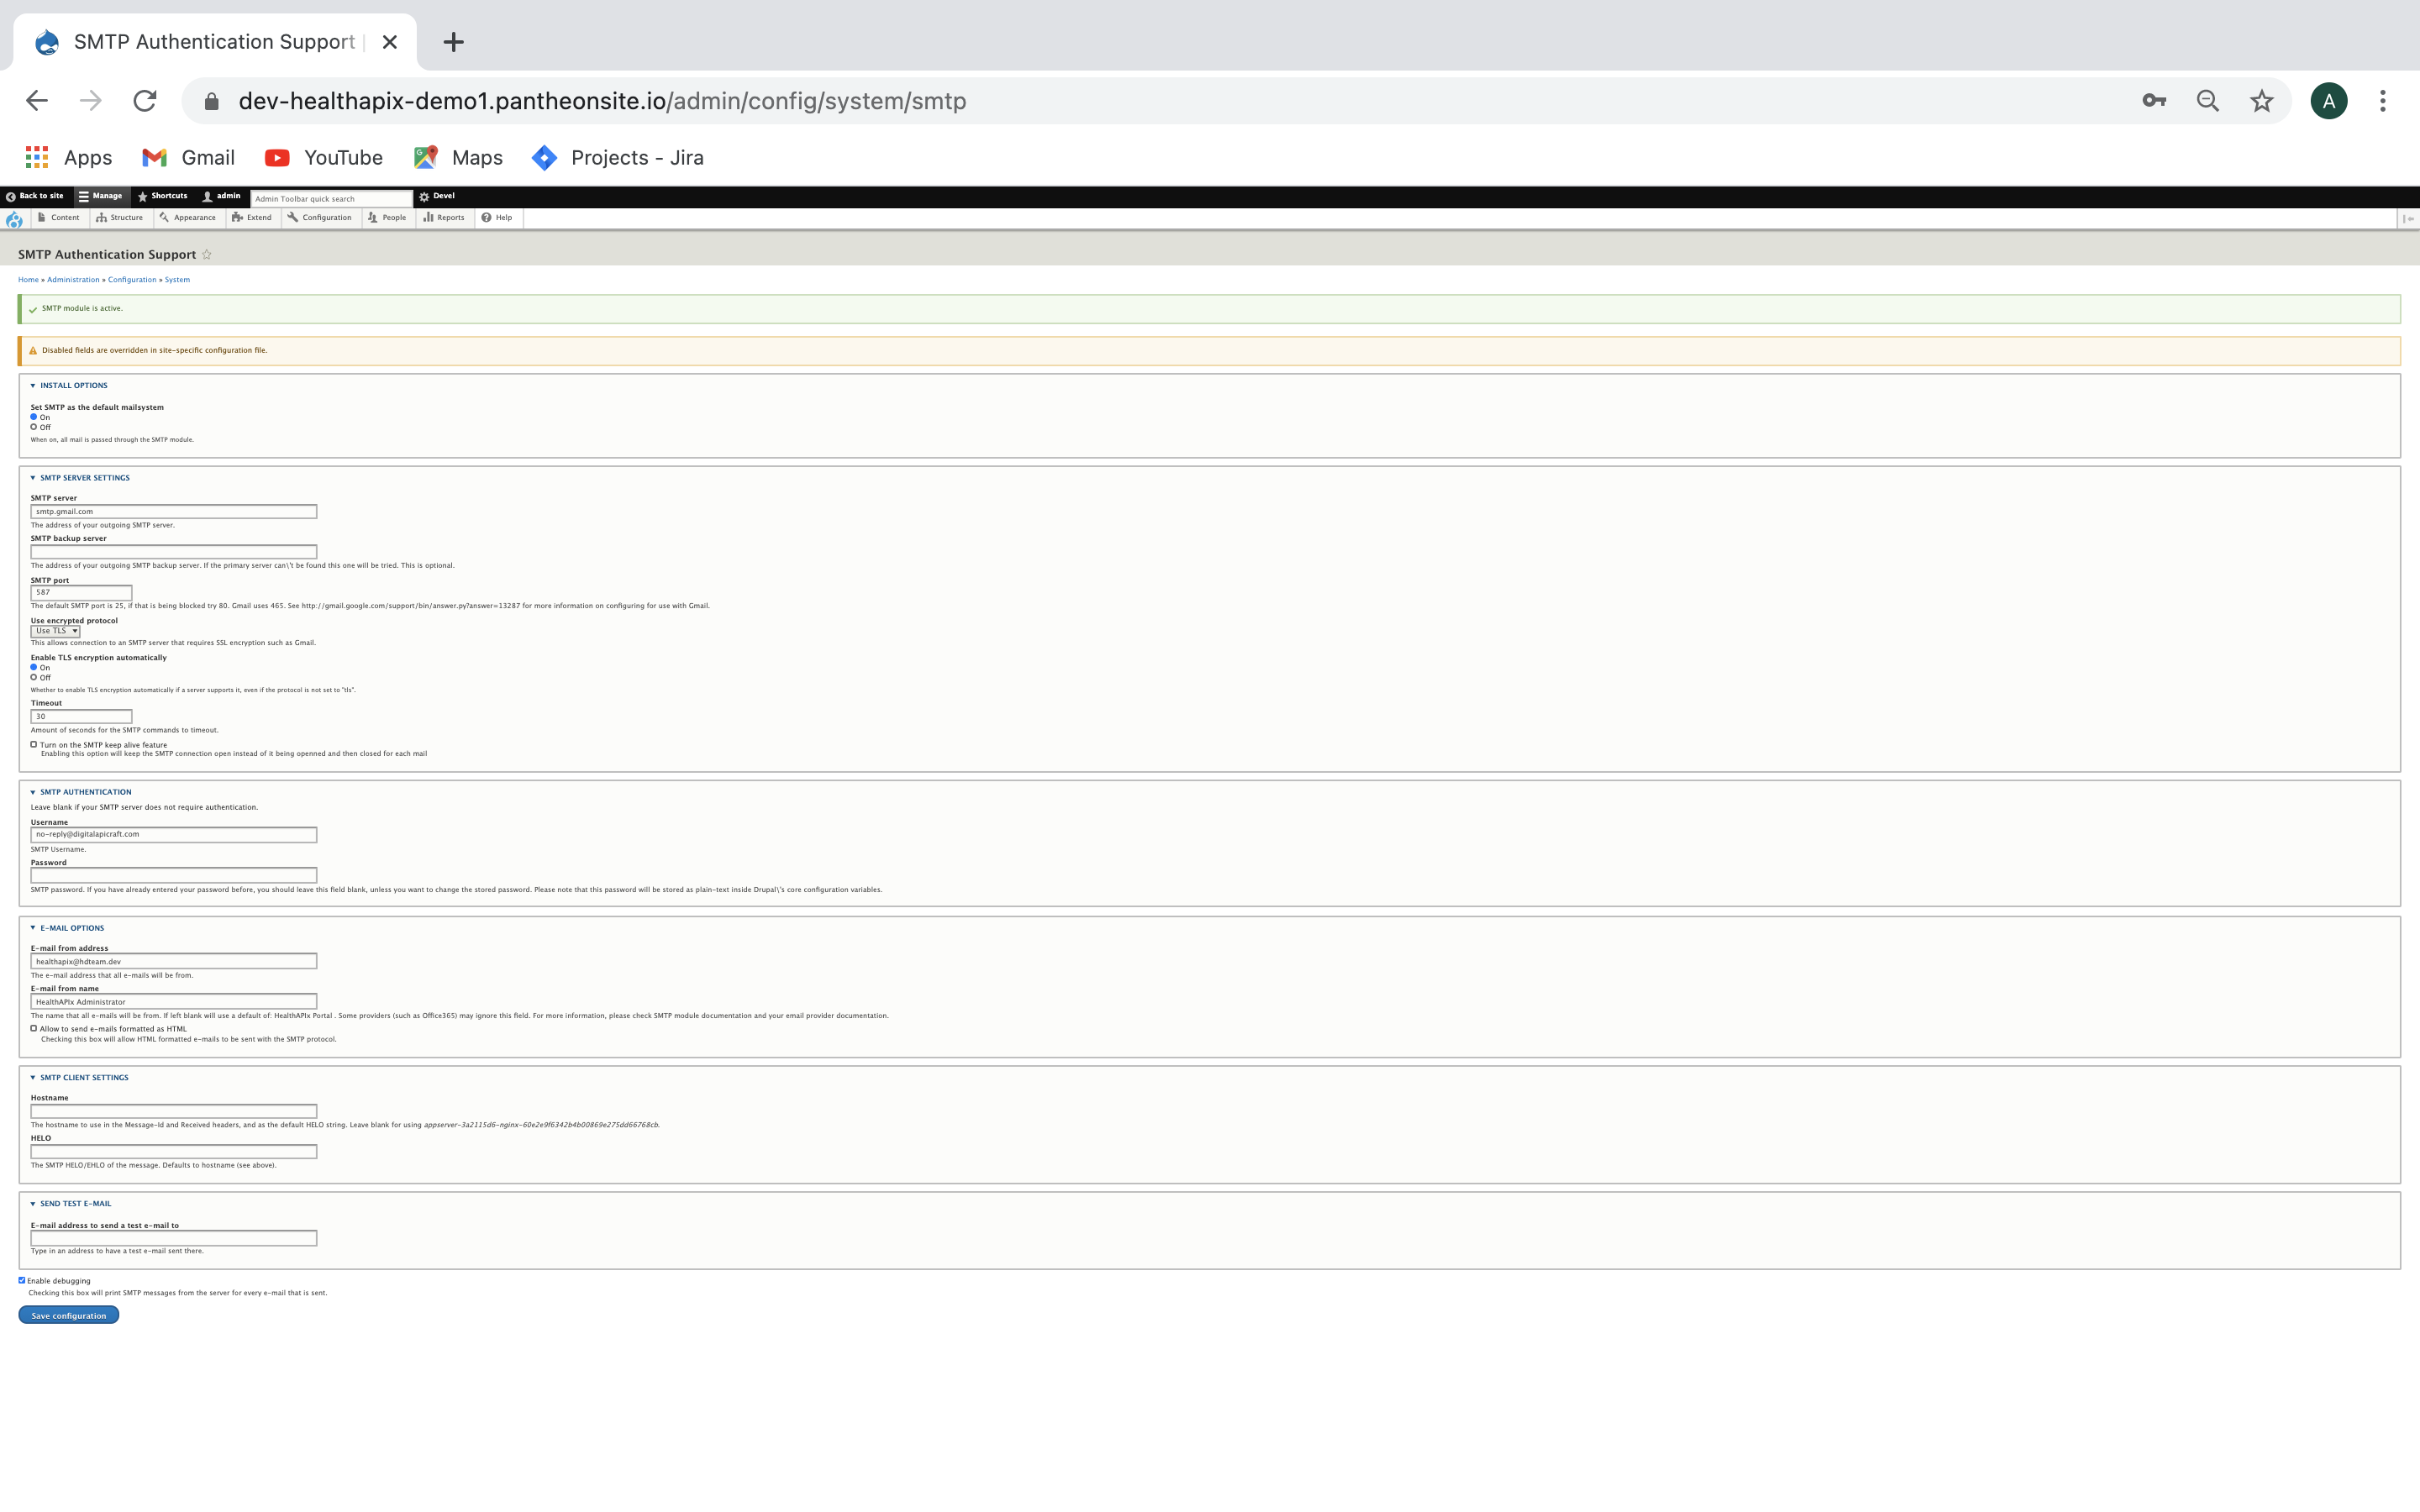 SMTP Authentication Support |
dev-healthapix-demo1.pantheonsite.io/admin/config/system/smtp
A
Apps Gmail YouTube Maps Projects - Jira
Back to site Manage Shortcuts admin Admin Toolbar quick search Devel
Content Structure Appearance Extend Configuration People Reports Help
SMTP Authentication Support
Home » Administration » Configuration » System
SMTP module is active.
Disabled fields are overridden in site-specific configuration file.
INSTALL OPTIONS
Set SMTP as the default mailsystem
On
Off
When on, all mail is passed through the SMTP module.
SMTP SERVER SETTINGS
SMTP server
smtp.gmail.com
The address of your outgoing SMTP server.
SMTP backup server
The address of your outgoing SMTP backup server. If the primary server can\'t be found this one will be tried. This is optional.
SMTP port
587
The default SMTP port is 25, if that is being blocked try 80. Gmail uses 465. See http://gmail.google.com/support/bin/answer.py?answer=13287 for more information on configuring for use with Gmail.
Use encrypted protocol
Use TLS
This allows connection to an SMTP server that requires SSL encryption such as Gmail.
Enable TLS encryption automatically
On
Off
Whether to enable TLS encryption automatically if a server supports it, even if the protocol is not set to "tls".
Timeout
30
Amount of seconds for the SMTP commands to timeout.
Turn on the SMTP keep alive feature
Enabling this option will keep the SMTP connection open instead of it being openned and then closed for each mail
SMTP AUTHENTICATION
Leave blank if your SMTP server does not require authentication.
Username
no-reply@digitalapicraft.com
SMTP Username.
Password
SMTP password. If you have already entered your password before, you should leave this field blank, unless you want to change the stored password. Please note that this password will be stored as plain-text inside Drupal\'s core configuration variables.
E-MAIL OPTIONS
E-mail from address
healthapix@hdteam.dev
The e-mail address that all e-mails will be from.
E-mail from name
HealthAPIx Administrator
The name that all e-mails will be from. If left blank will use a default of: HealthAPIx Portal . Some providers (such as Office365) may ignore this field. For more information, please check SMTP module documentation and your email provider documentation.
Allow to send e-mails formatted as HTML
Checking this box will allow HTML formatted e-mails to be sent with the SMTP protocol.
SMTP CLIENT SETTINGS
Hostname
The hostname to use in the Message-Id and Received headers, and as the default HELO string. Leave blank for using appserver-3a2115d6-nginx-60e2e9f6342b4b00869e275dd66768cb.
HELO
The SMTP HELO/EHLO of the message. Defaults to hostname (see above).
SEND TEST E-MAIL
E-mail address to send a test e-mail to
Type in an address to have a test e-mail sent there.
Enable debugging
Checking this box will print SMTP messages from the server for every e-mail that is sent.
Save configuration